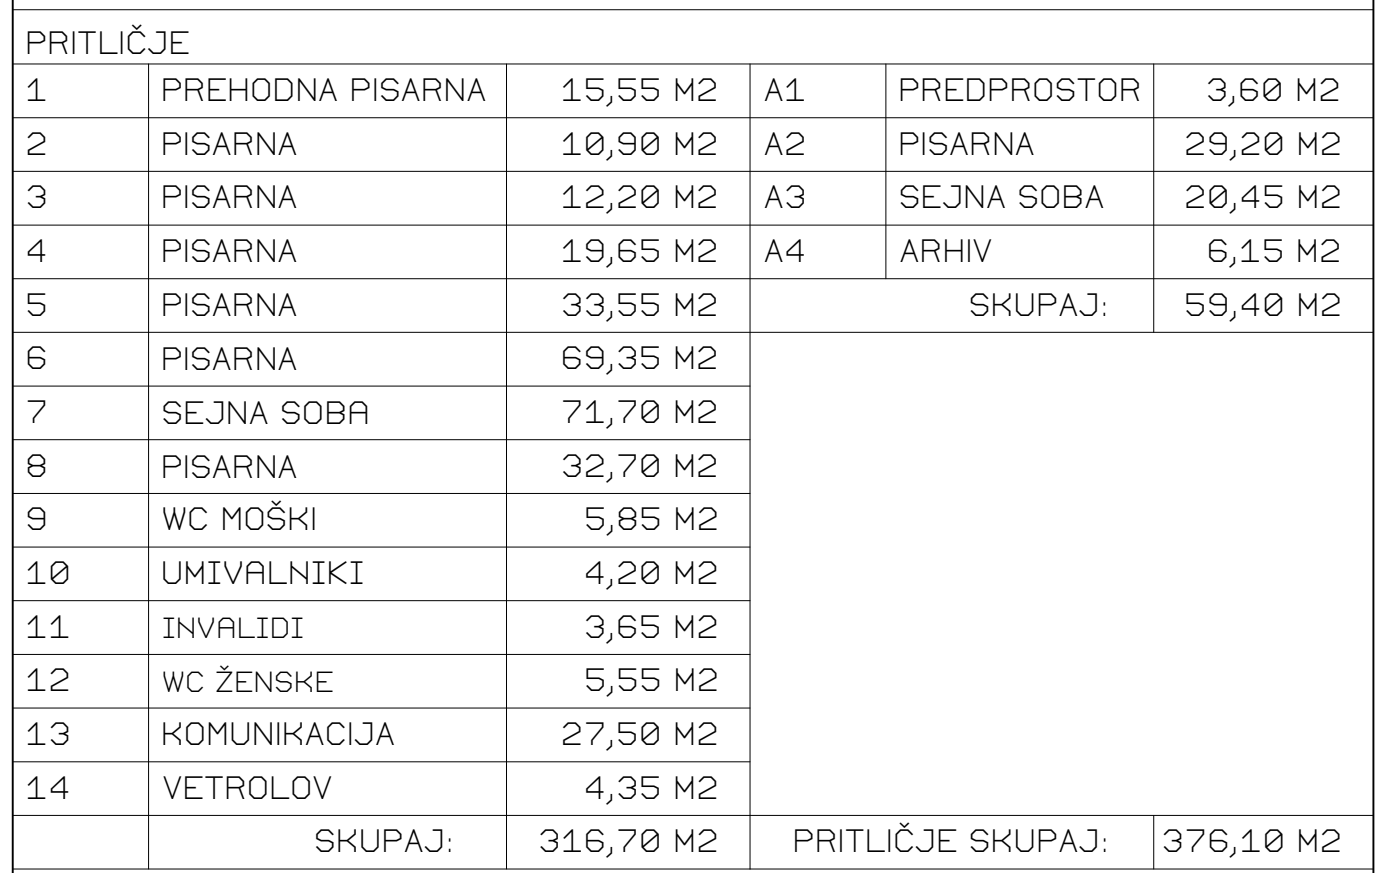 PRITLIČJE
1 PREHODNA PISARNA 15,55 M2 A1 PREDPROSTOR 3,60 M2
2 PISARNA 10,90 M2 A2 PISARNA 29,20 M2
3 PISARNA 12,20 M2 A3 SEJNA SOBA 20,45 M2
4 PISARNA 19,65 M2 A4 ARHIV 6,15 M2
5 PISARNA 33,55 M2 SKUPAJ: 59,40 M2
6 PISARNA 69,35 M2
7 SEJNA SOBA 71,70 M2
8 PISARNA 32,70 M2
9 WC MOŠKI 5,85 M2
10 UMIVALNIKI 4,20 M2
11 INVALIDI 3,65 M2
12 WC ŽENSKE 5,55 M2
13 KOMUNIKACIJA 27,50 M2
14 VETROLOV 4,35 M2
SKUPAJ: 316,70 M2 PRITLIČJE SKUPAJ: 376,10 M2